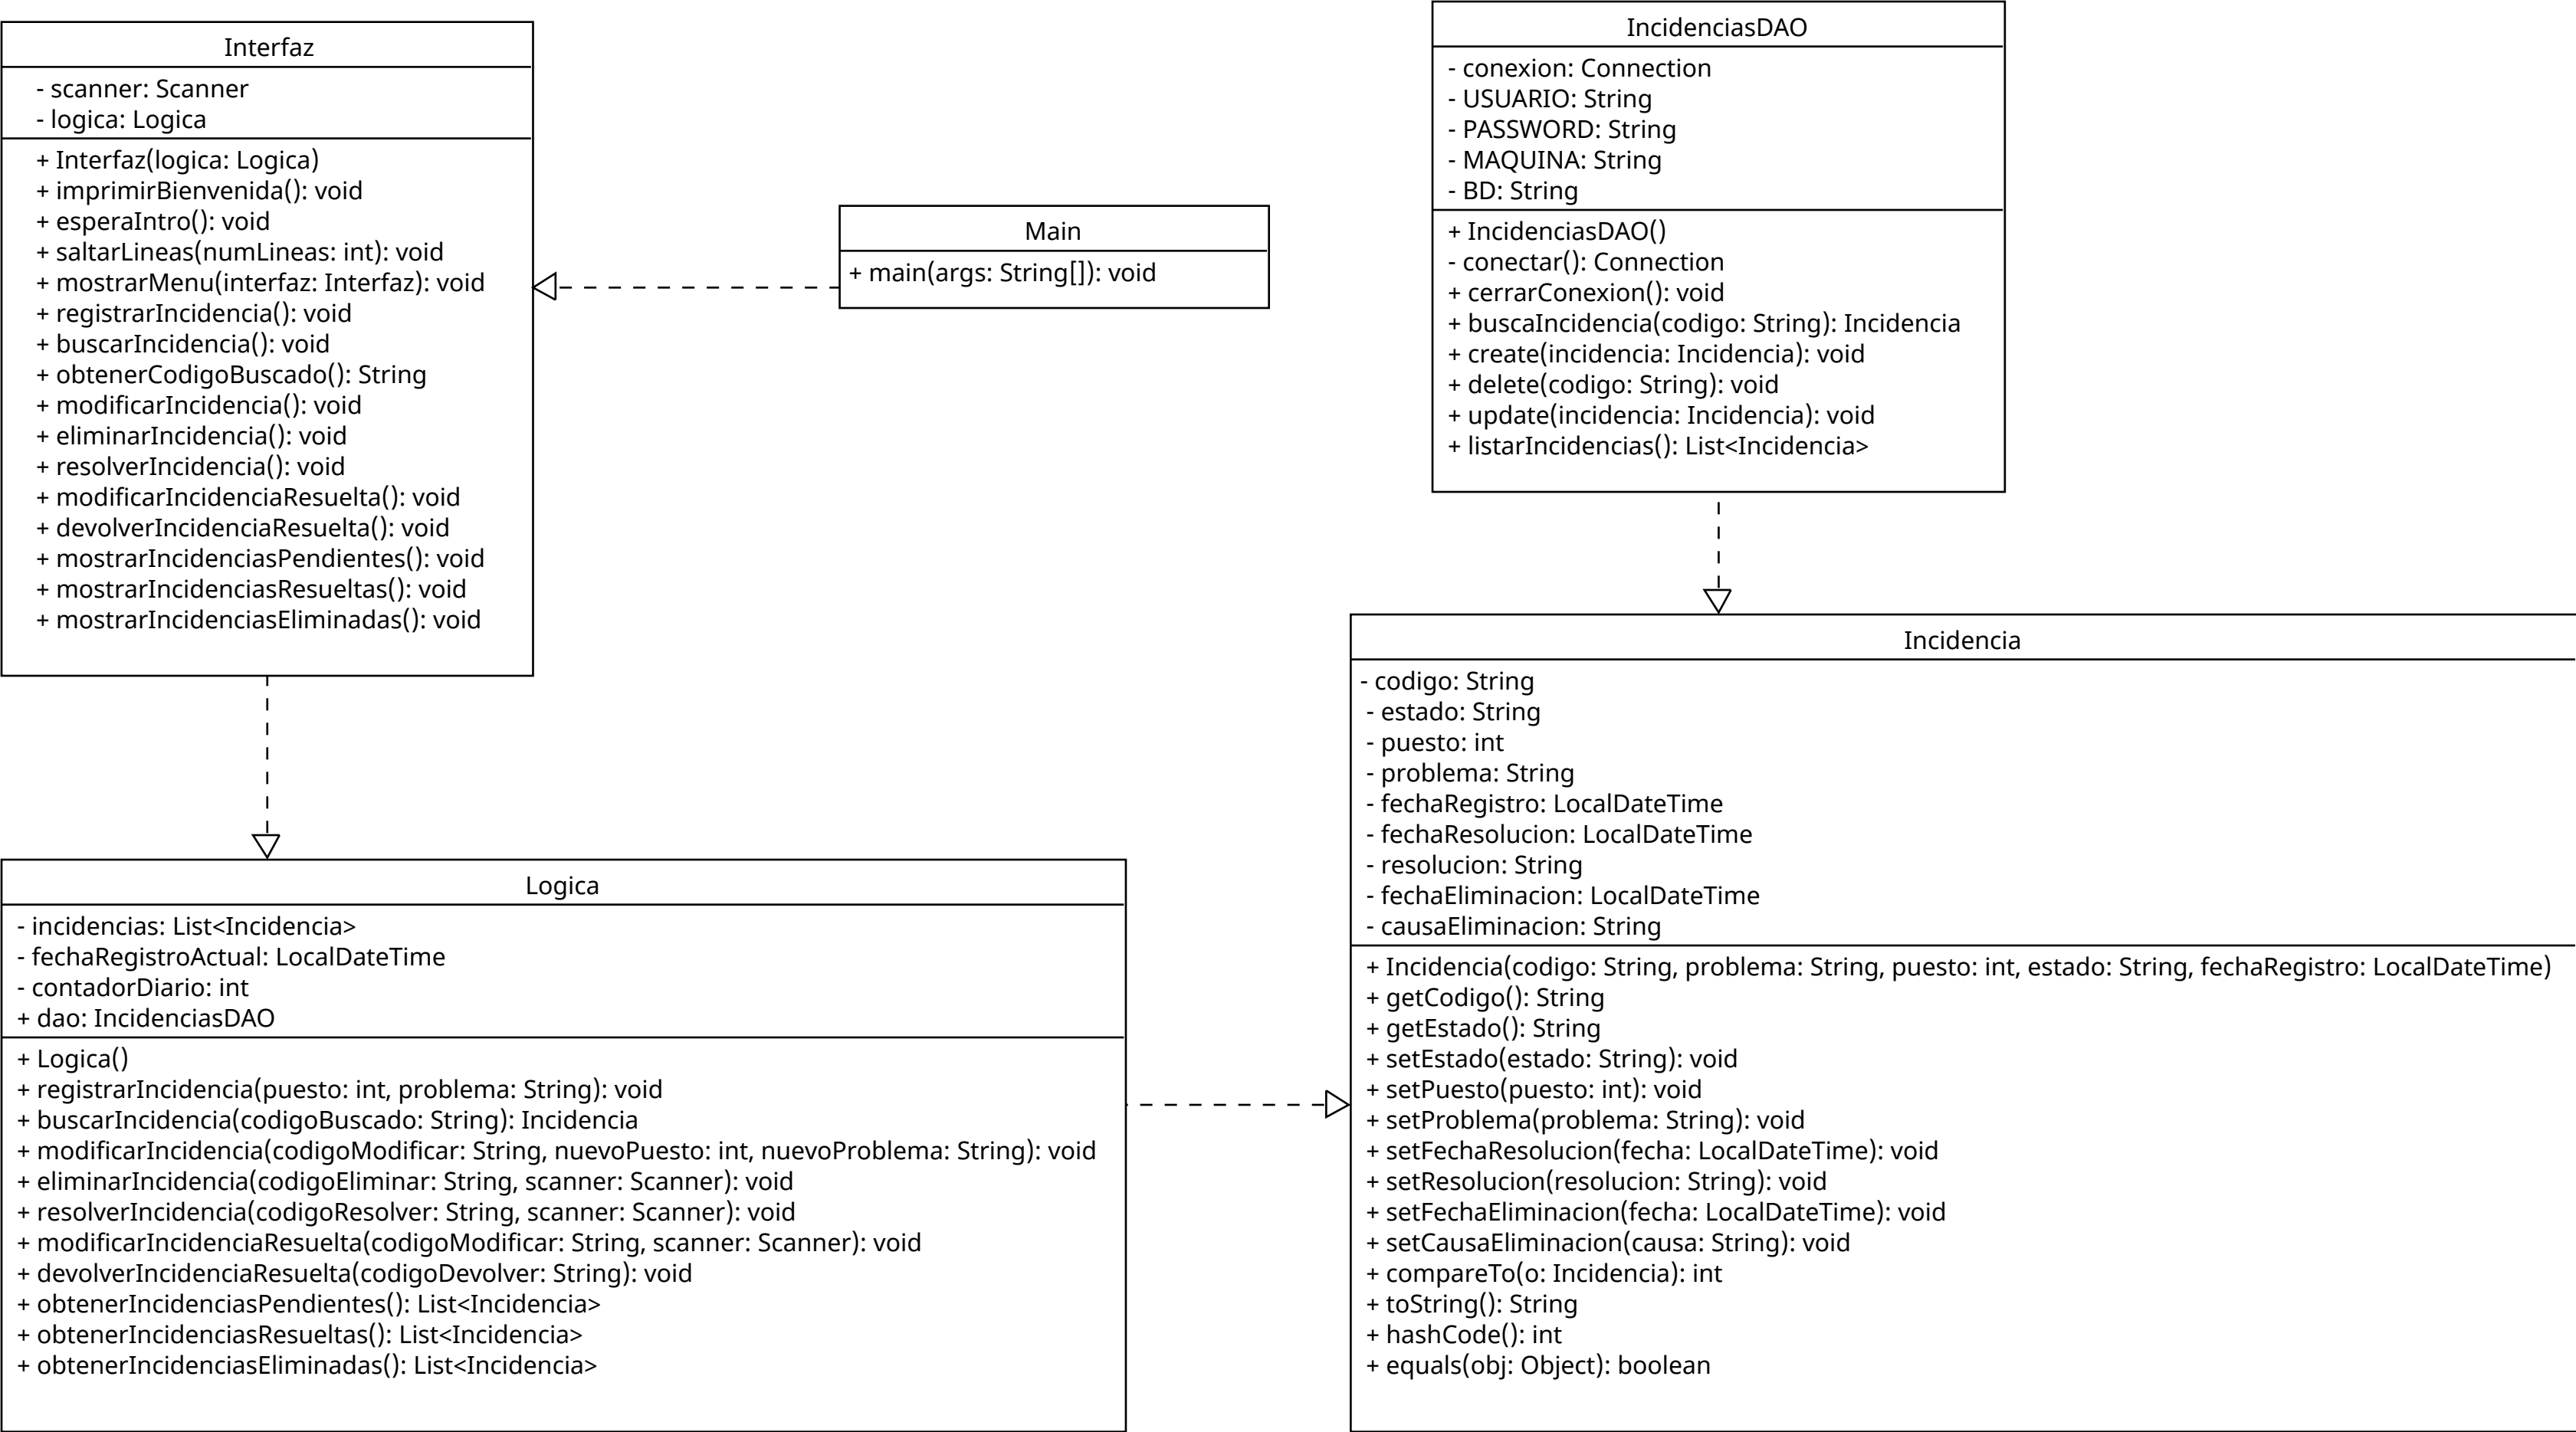 Interfaz
- scanner: Scanner
- logica: Logica
+ Interfaz(logica: Logica)
+ imprimirBienvenida(): void
+ esperaIntro(): void
+ saltarLineas(numLineas: int): void
+ mostrarMenu(interfaz: Interfaz): void
+ registrarIncidencia(): void
+ buscarIncidencia(): void
+ obtenerCodigoBuscado(): String
+ modificarIncidencia(): void
+ eliminarIncidencia(): void
+ resolverIncidencia(): void
+ modificarIncidenciaResuelta(): void
+ devolverIncidenciaResuelta(): void
+ mostrarIncidenciasPendientes(): void
+ mostrarIncidenciasResueltas(): void
+ mostrarIncidenciasEliminadas(): void
Main
+ main(args: String[]): void
IncidenciasDAO
- conexion: Connection
- USUARIO: String
- PASSWORD: String
- MAQUINA: String
- BD: String
+ IncidenciasDAO()
- conectar(): Connection
+ cerrarConexion(): void
+ buscaIncidencia(codigo: String): Incidencia
+ create(incidencia: Incidencia): void
+ delete(codigo: String): void
+ update(incidencia: Incidencia): void
+ listarIncidencias(): List<Incidencia>
Logica
- incidencias: List<Incidencia>
- fechaRegistroActual: LocalDateTime
- contadorDiario: int
+ dao: IncidenciasDAO
+ Logica()
+ registrarIncidencia(puesto: int, problema: String): void
+ buscarIncidencia(codigoBuscado: String): Incidencia
+ modificarIncidencia(codigoModificar: String, nuevoPuesto: int, nuevoProblema: String): void
+ eliminarIncidencia(codigoEliminar: String, scanner: Scanner): void
+ resolverIncidencia(codigoResolver: String, scanner: Scanner): void
+ modificarIncidenciaResuelta(codigoModificar: String, scanner: Scanner): void
+ devolverIncidenciaResuelta(codigoDevolver: String): void
+ obtenerIncidenciasPendientes(): List<Incidencia>
+ obtenerIncidenciasResueltas(): List<Incidencia>
+ obtenerIncidenciasEliminadas(): List<Incidencia>
Incidencia
- codigo: String
- estado: String
- puesto: int
- problema: String
- fechaRegistro: LocalDateTime
- fechaResolucion: LocalDateTime
- resolucion: String
- fechaEliminacion: LocalDateTime
- causaEliminacion: String
+ Incidencia(codigo: String, problema: String, puesto: int, estado: String, fechaRegistro: LocalDateTime)
+ getCodigo(): String
+ getEstado(): String
+ setEstado(estado: String): void
+ setPuesto(puesto: int): void
+ setProblema(problema: String): void
+ setFechaResolucion(fecha: LocalDateTime): void
+ setResolucion(resolucion: String): void
+ setFechaEliminacion(fecha: LocalDateTime): void
+ setCausaEliminacion(causa: String): void
+ compareTo(o: Incidencia): int
+ toString(): String
+ hashCode(): int
+ equals(obj: Object): boolean